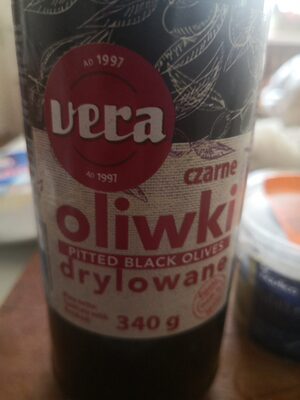 AD 1997
vera
AD 1997
czarne
oliwki
PITTED BLACK OLIVES
drylowane
340 g